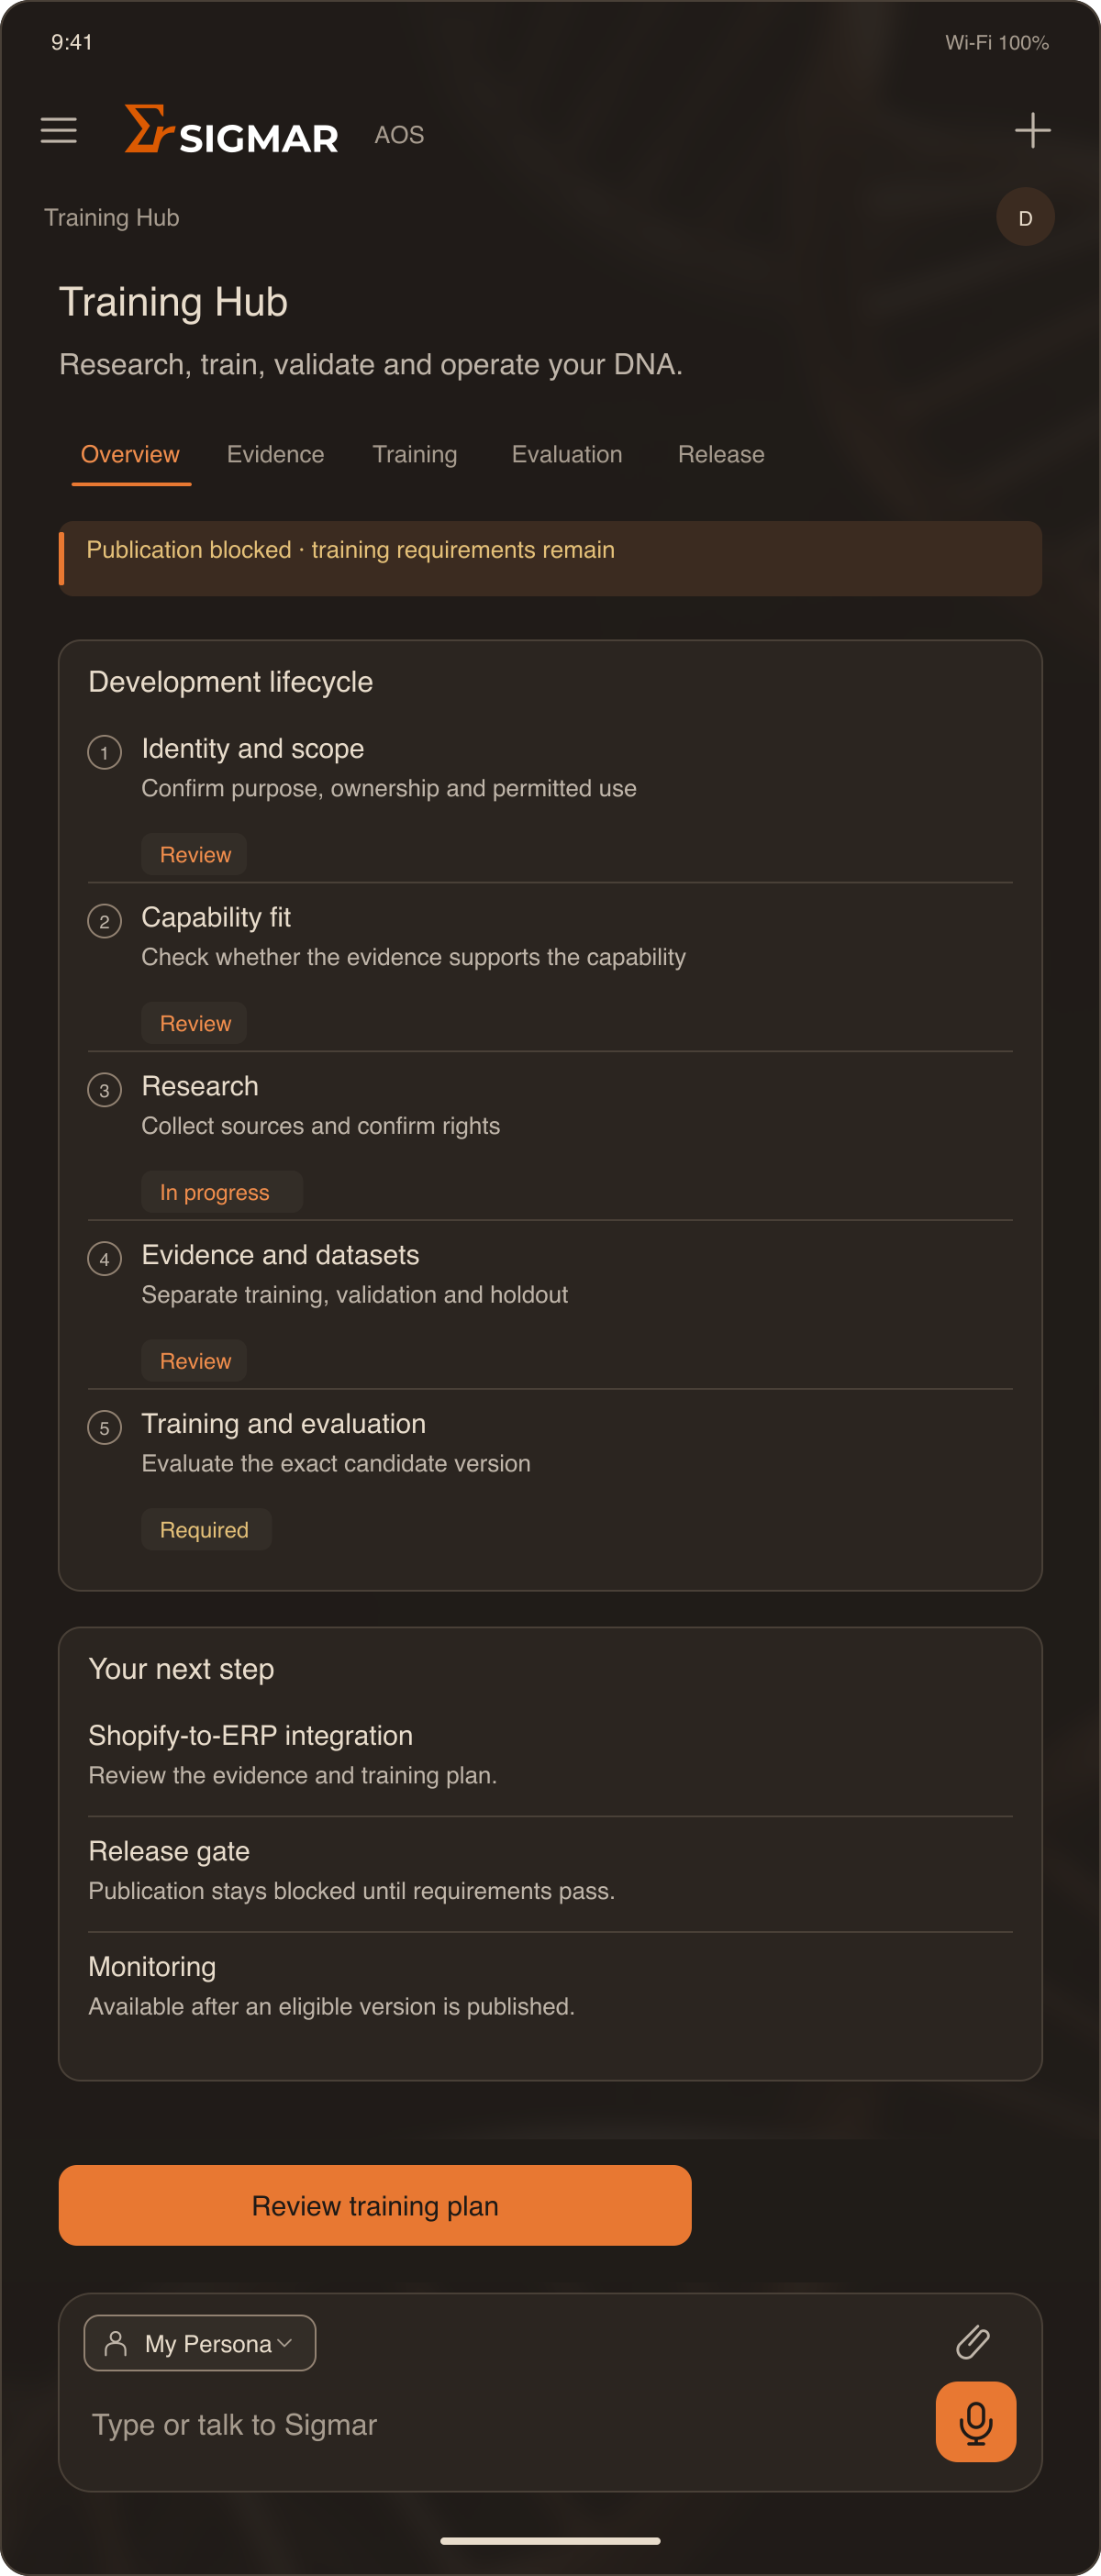 9:41
Wi-Fi 100%
SIGMAR AOS
Training Hub
D
Training Hub
Research, train, validate and operate your DNA.
Overview Evidence Training Evaluation Release
Publication blocked · training requirements remain
Development lifecycle
1 Identity and scope
Confirm purpose, ownership and permitted use
Review
2 Capability fit
Check whether the evidence supports the capability
Review
3 Research
Collect sources and confirm rights
In progress
4 Evidence and datasets
Separate training, validation and holdout
Review
5 Training and evaluation
Evaluate the exact candidate version
Required
Your next step
Shopify-to-ERP integration
Review the evidence and training plan.
Release gate
Publication stays blocked until requirements pass.
Monitoring
Available after an eligible version is published.
Review training plan
My Persona
Type or talk to Sigmar